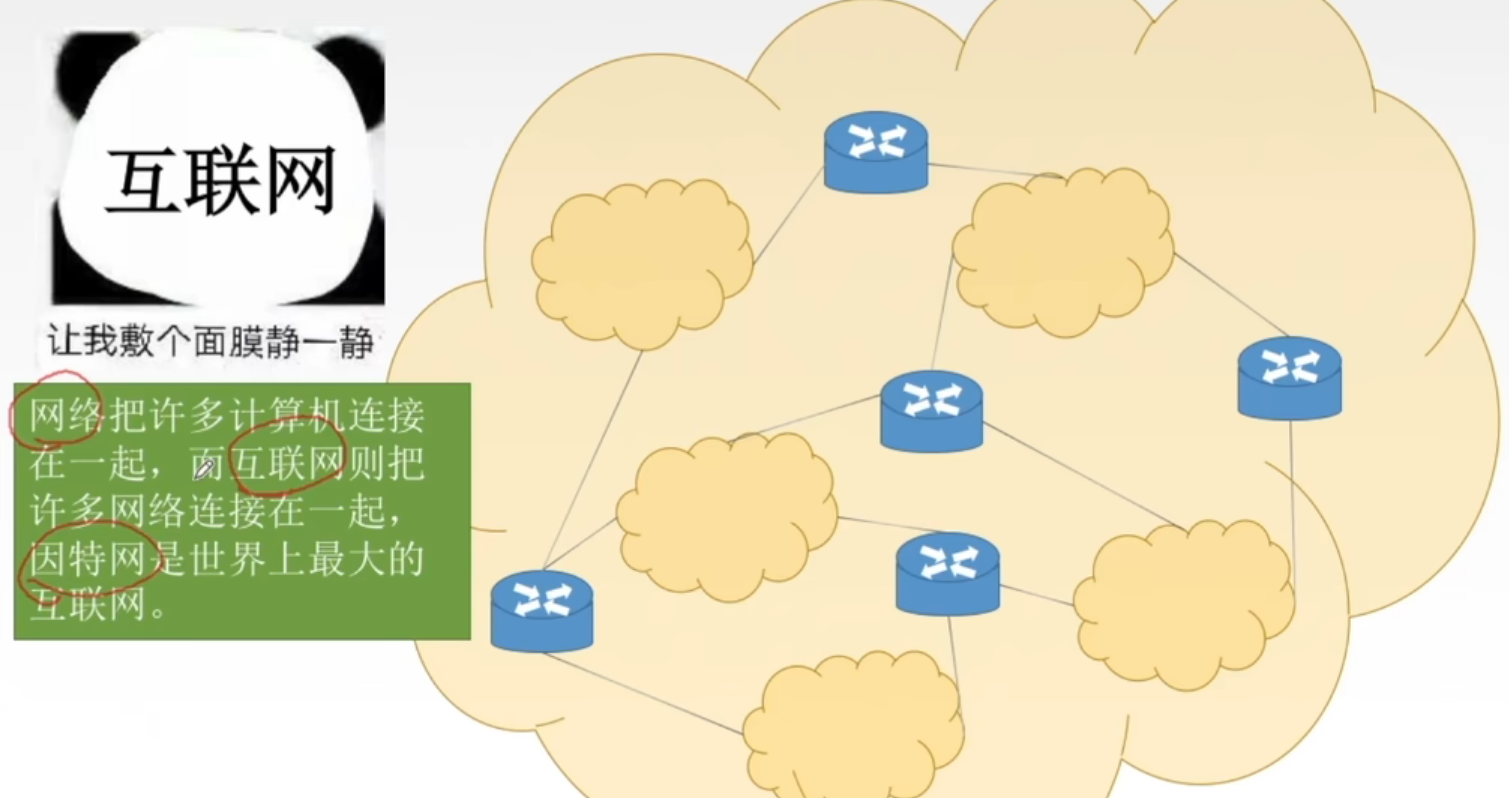 互联网
让我敷个面膜静一静
网络把许多计算机连接
在一起，面互联网则把
许多网络连接在一起，
因特网是世界上最大的
互联网。